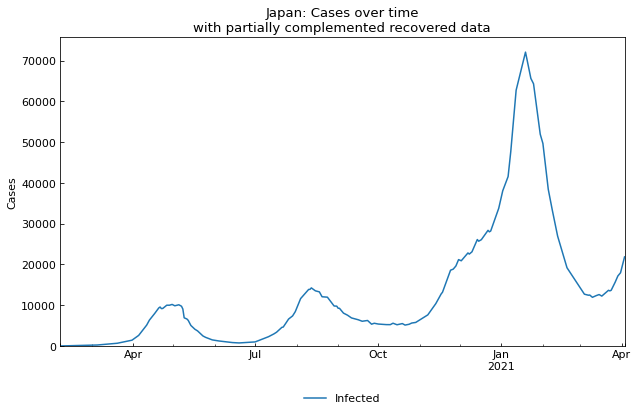 Japan: Cases over time
with partially complemented recovered data
70000
60000
50000
40000
30000
20000
10000
0
Cases
Apr Jul Oct Jan Apr
2021
Infected